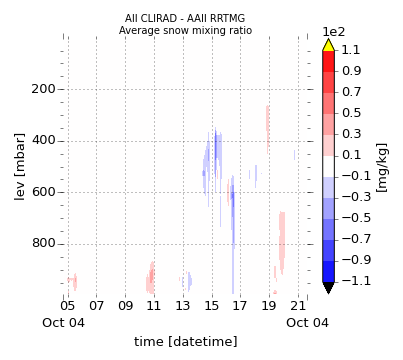 All CLIRAD - AAll RRTMG
Average snow mixing ratio
1e2
200
400
600
800
lev [mbar]
05 07 09 11 13 15 17 19 21
Oct 04 Oct 04
time [datetime]
1.1
0.9
0.7
0.5
0.3
0.1
−0.1
−0.3
−0.5
−0.7
−0.9
−1.1
[mg/kg]